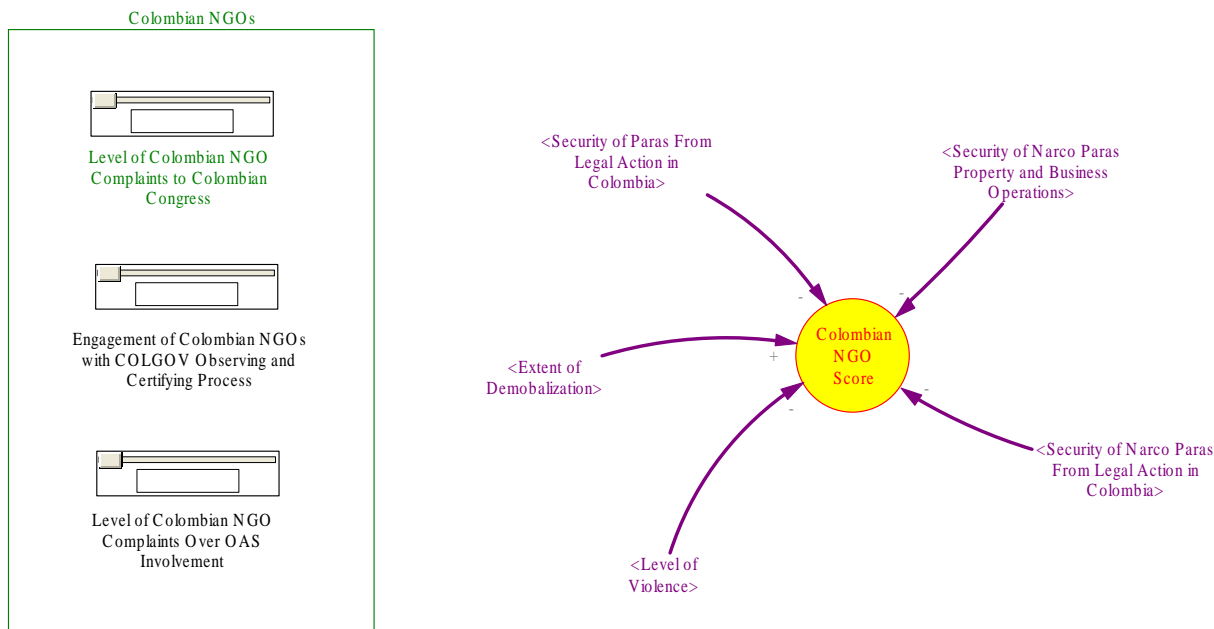 Colombian NGOs
Level of Colombian NGO
Complaints to Colombian
Congress
Engagement of Colombian NGOs
with COLGOV Observing and
Certifying Process
Level of Colombian NGO
Complaints Over OAS
Involvement
<Security of Paras From
Legal Action in
Colombia>
<Security of Narco Paras
Property and Business
Operations>
-
-
Colombian
NGO
Score
<Extent of
Demobalization>
+
-
-
<Security of Narco Paras
From Legal Action in
Colombia>
<Level of
Violence>